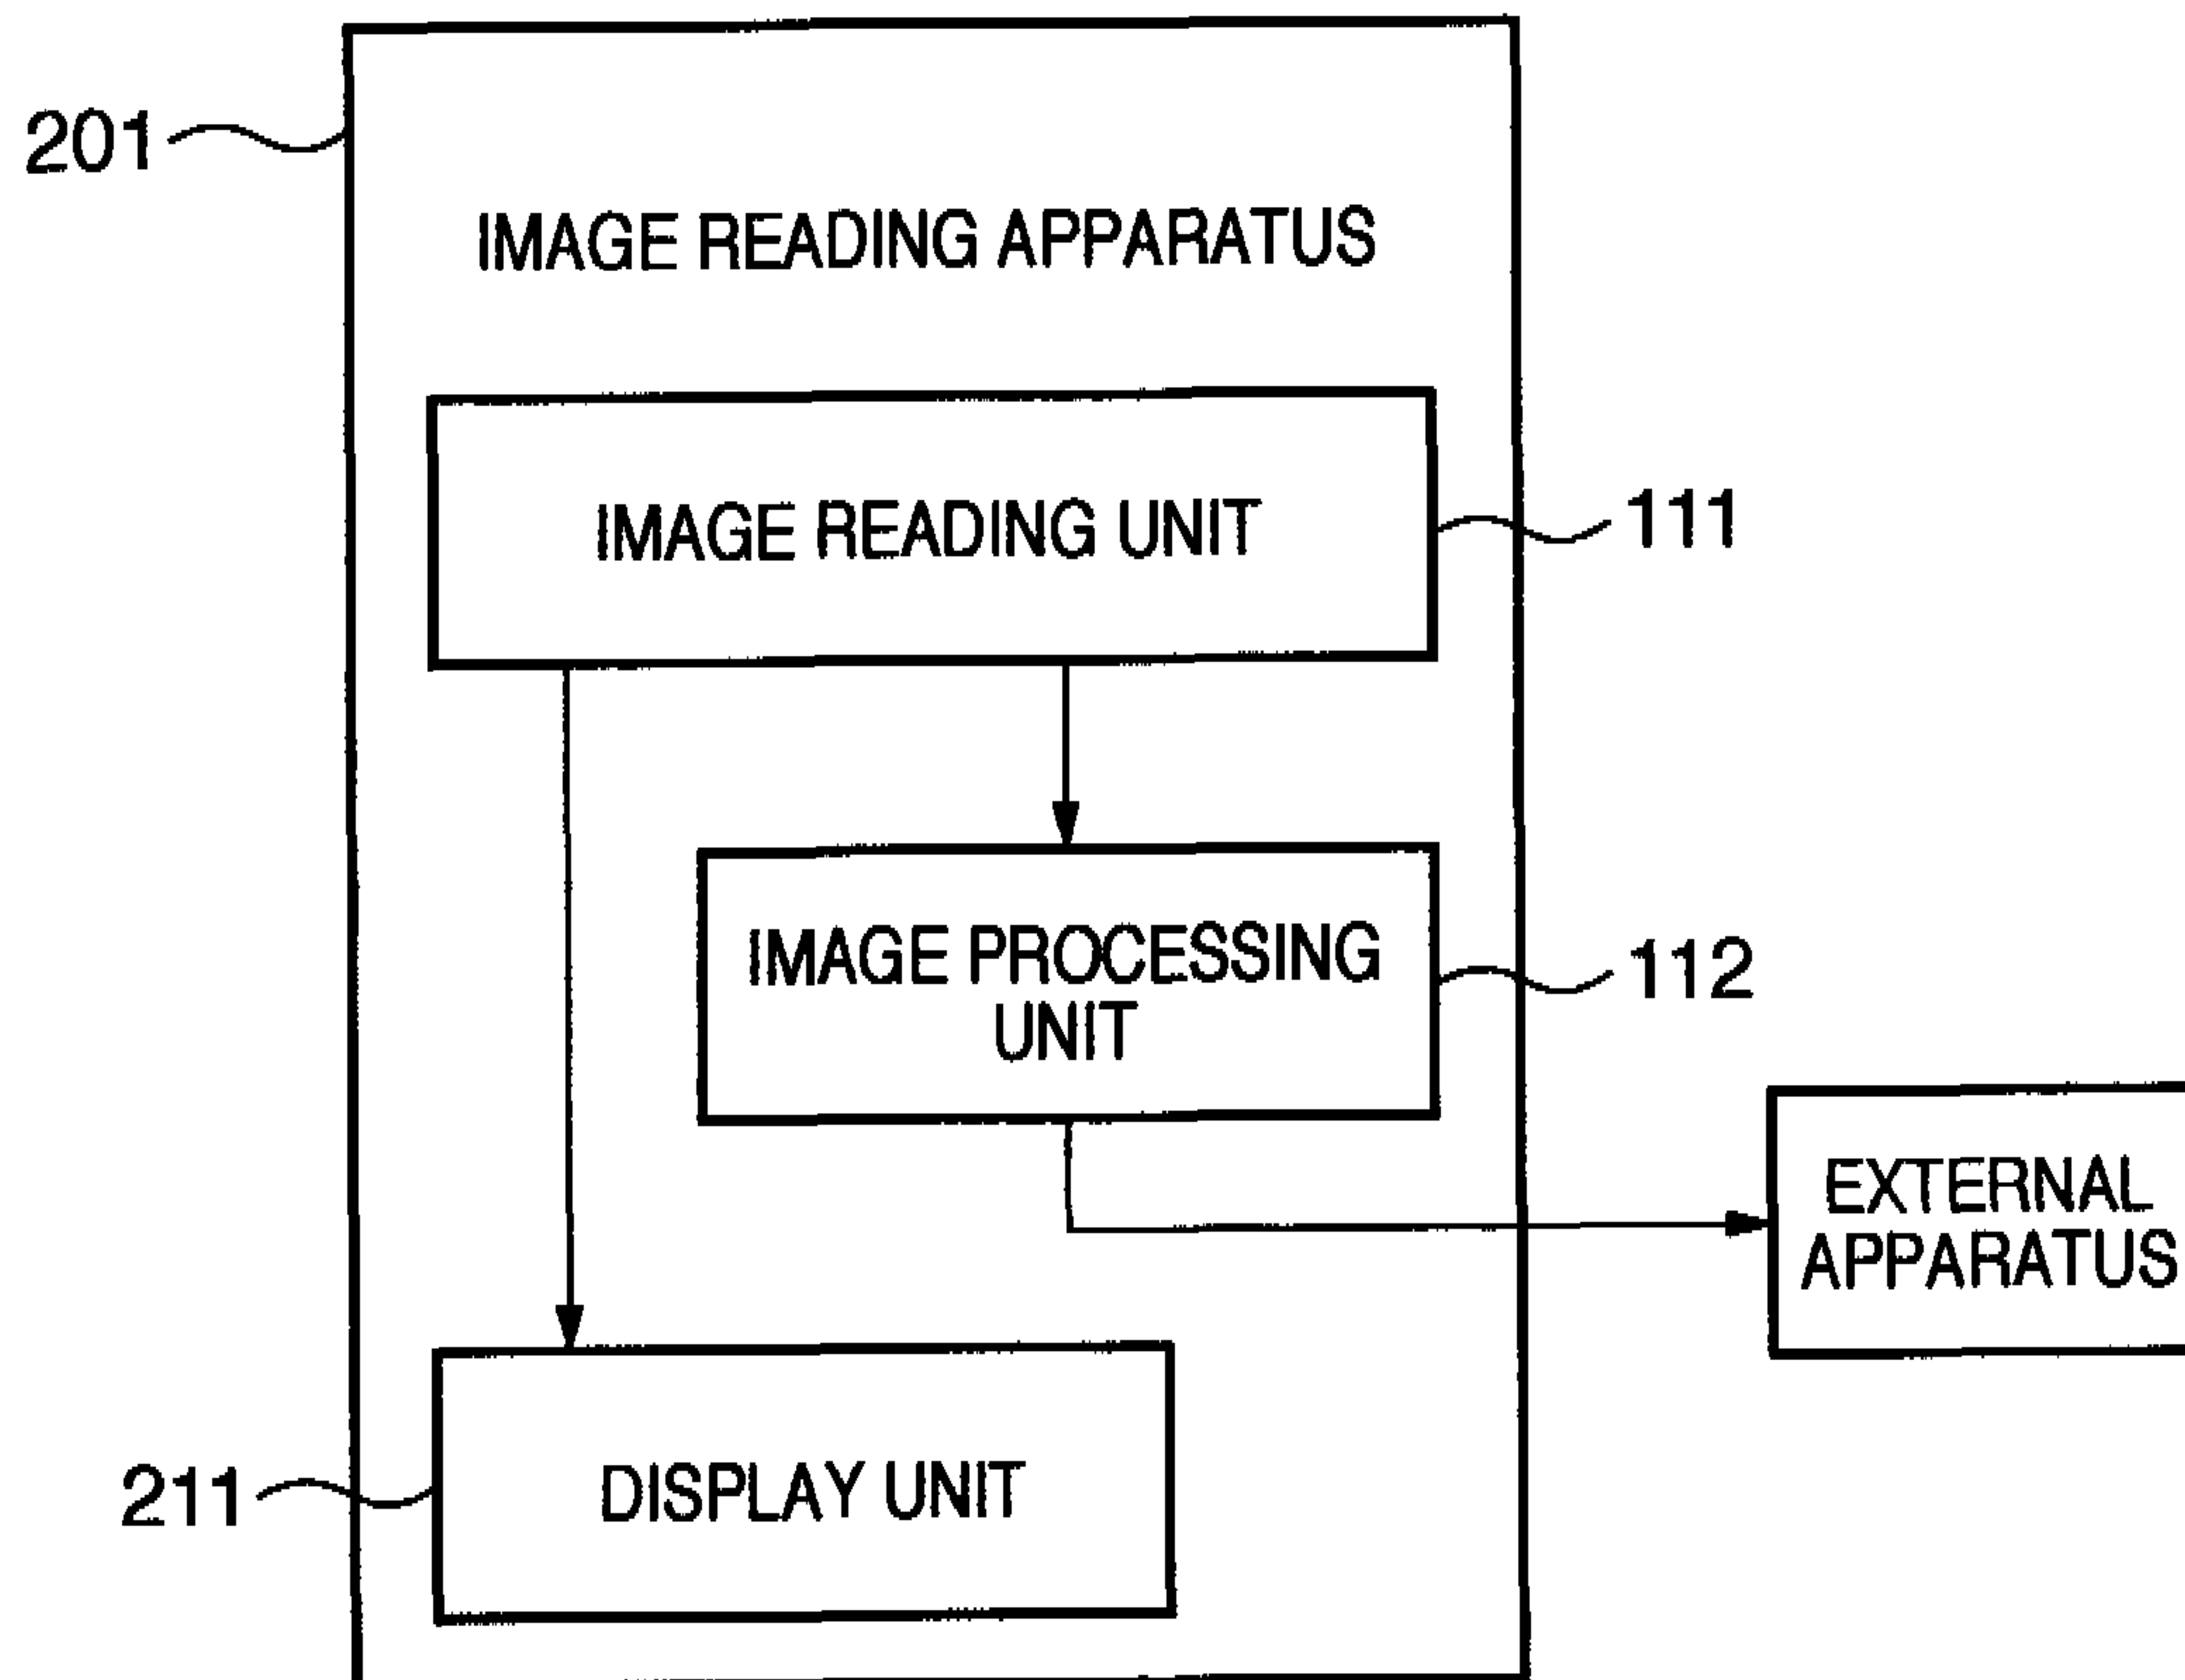 201
IMAGE READING APPARATUS
IMAGE READING UNIT
111
IMAGE PROCESSING
UNIT
112
EXTERNAL
APPARATUS
DISPLAY UNIT
211